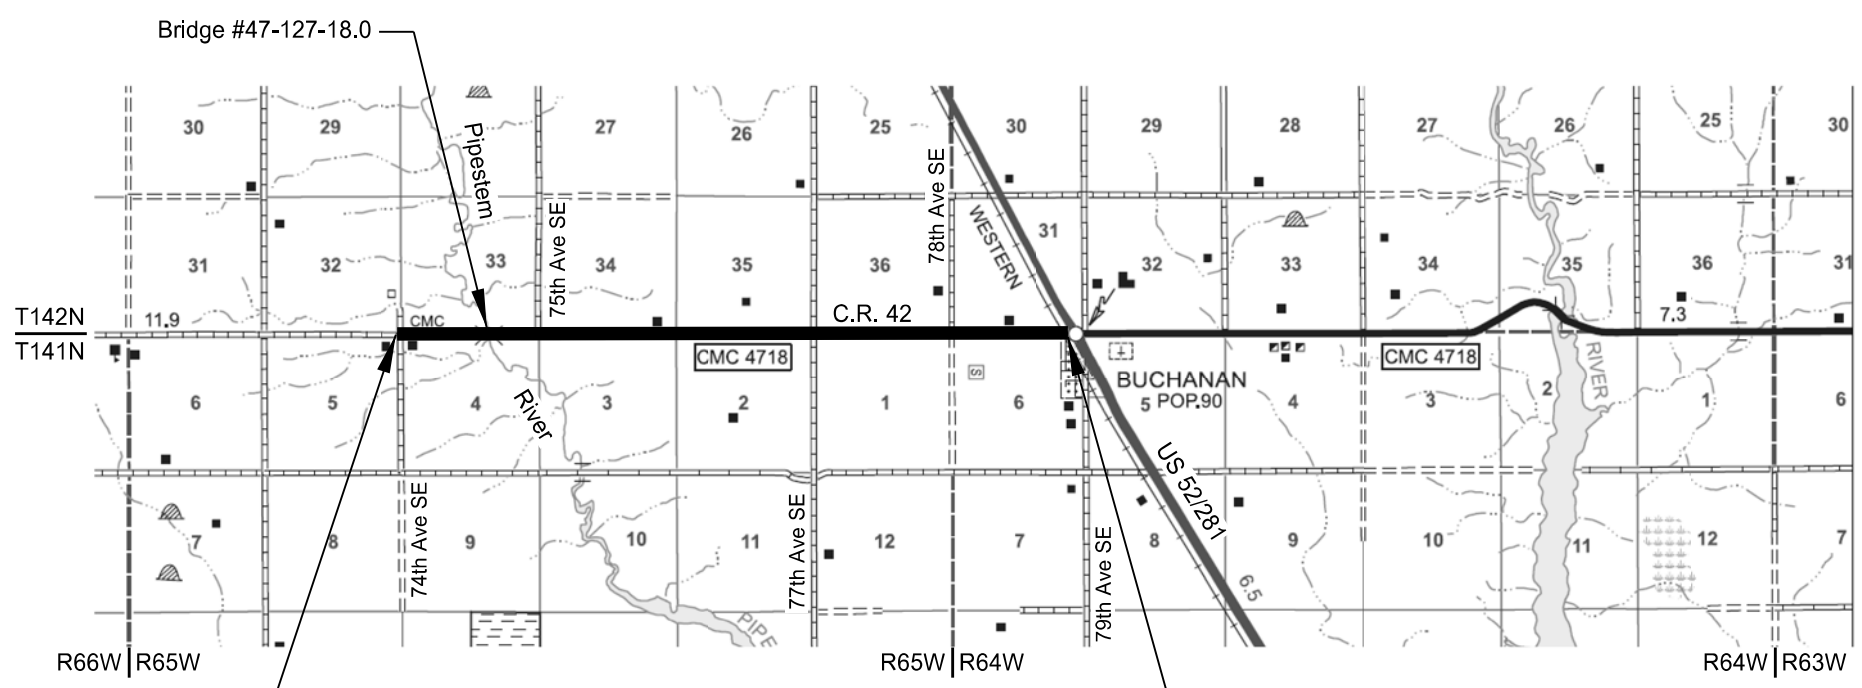 Bridge #47-127-18.0
30 29 27 26 25 30 29 28 27 26 25 30
Pipestem
75th Ave SE
78th Ave SE
WESTERN
31 32 33 34 35 36 31 32 33 34 35 36 31
T142N
T141N
11.9
CMC
C.R. 42
7.3
CMC 4718
CMC 4718
S
BUCHANAN
POP.90
RIVER
6 5 4 3 2 1 6 5 4 3 2 1 6
River
US 52/281
74th Ave SE
77th Ave SE
79th Ave SE
7 8 9 10 11 12 7 8 9 10 11 12 7
6.5
PIPE
R66W R65W
R65W R64W
R64W R63W